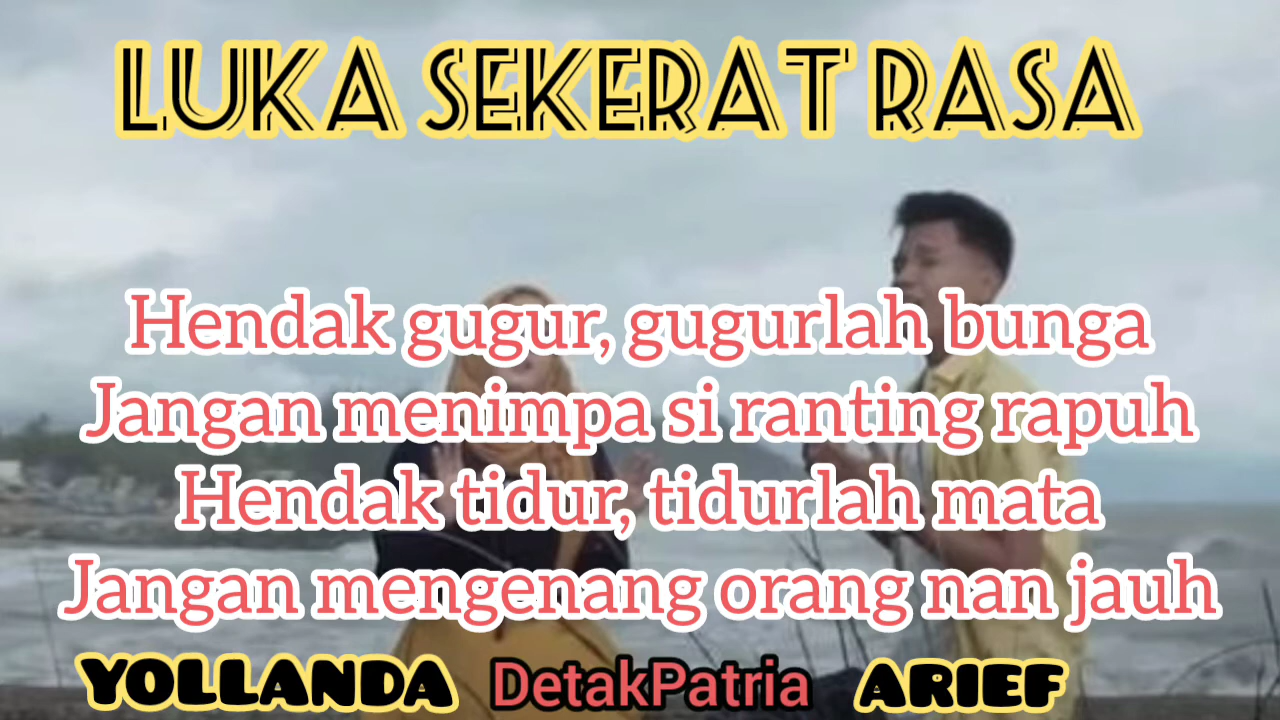 LUKA SEKERAT RASA
Hendak gugur, gugurlah bunga
Jangan menimpa si ranting rapuh
Hendak tidur, tidurlah mata
Jangan mengenang orang nan jauh
YOLLANDA DetakPatria ARIEF